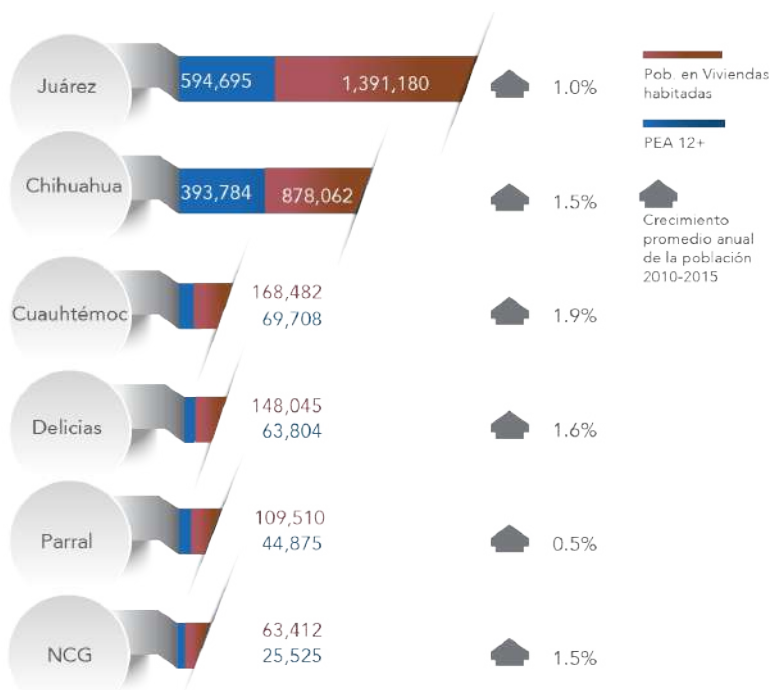 Juárez
594,695
1,391,180
1.0%
Chihuahua
393,784
878,062
1.5%
Cuauhtémoc
168,482
69,708
1.9%
Delicias
148,045
63,804
1.6%
Parral
109,510
44,875
0.5%
NCG
63,412
25,525
1.5%
Pob. en Viviendas
habitadas
PEA 12+
Crecimiento
promedio anual
de la población
2010-2015